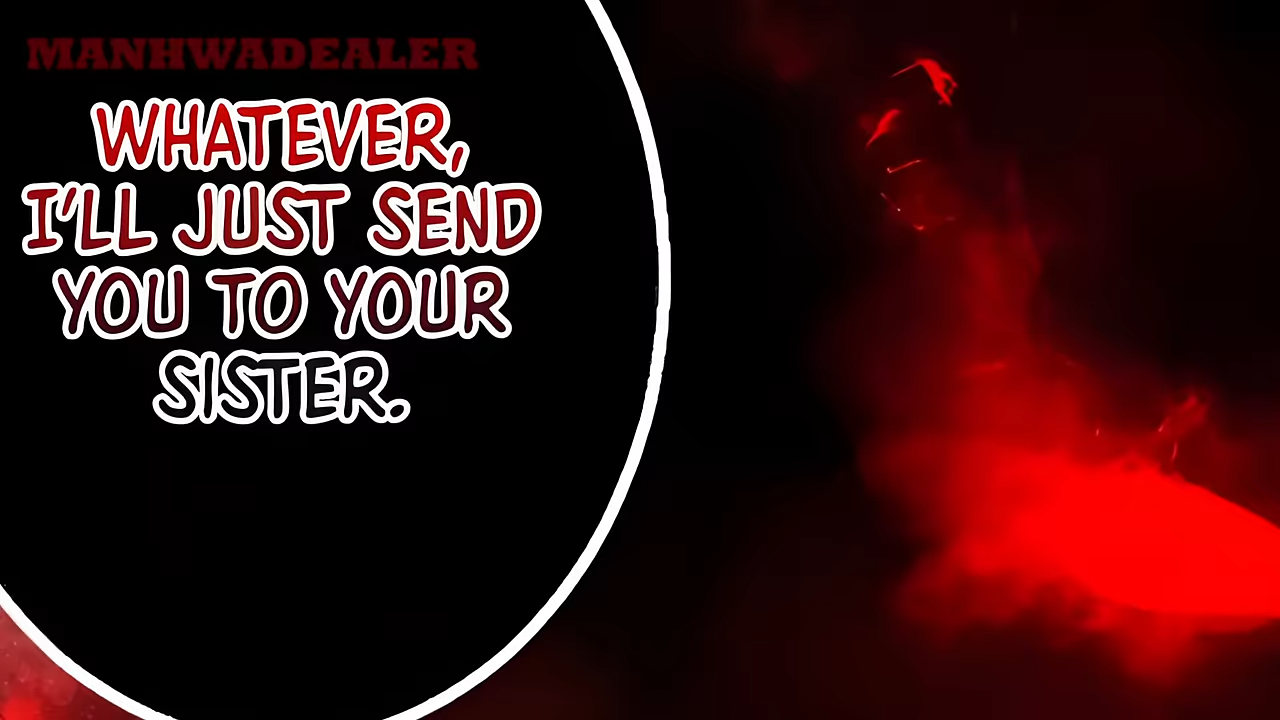 MANHWADEALER
WHATEVER,
I'LL JUST SEND
YOU TO YOUR
SISTER.